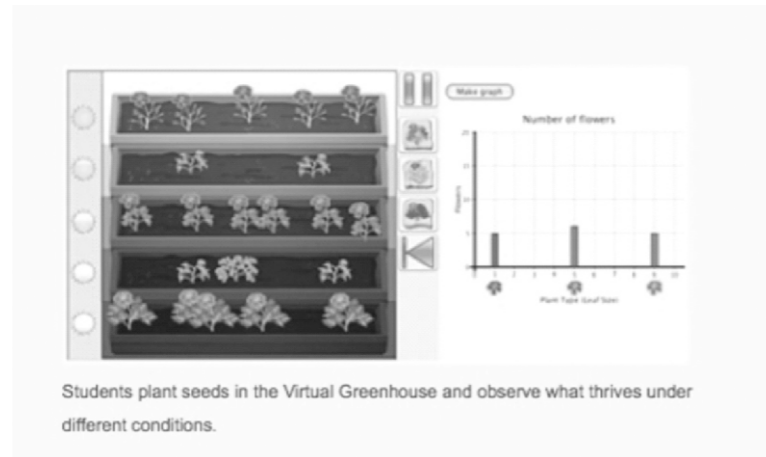 Make graph
Number of flowers
Flowers
Plant Type (Leaf Size)
Students plant seeds in the Virtual Greenhouse and observe what thrives under
different conditions.